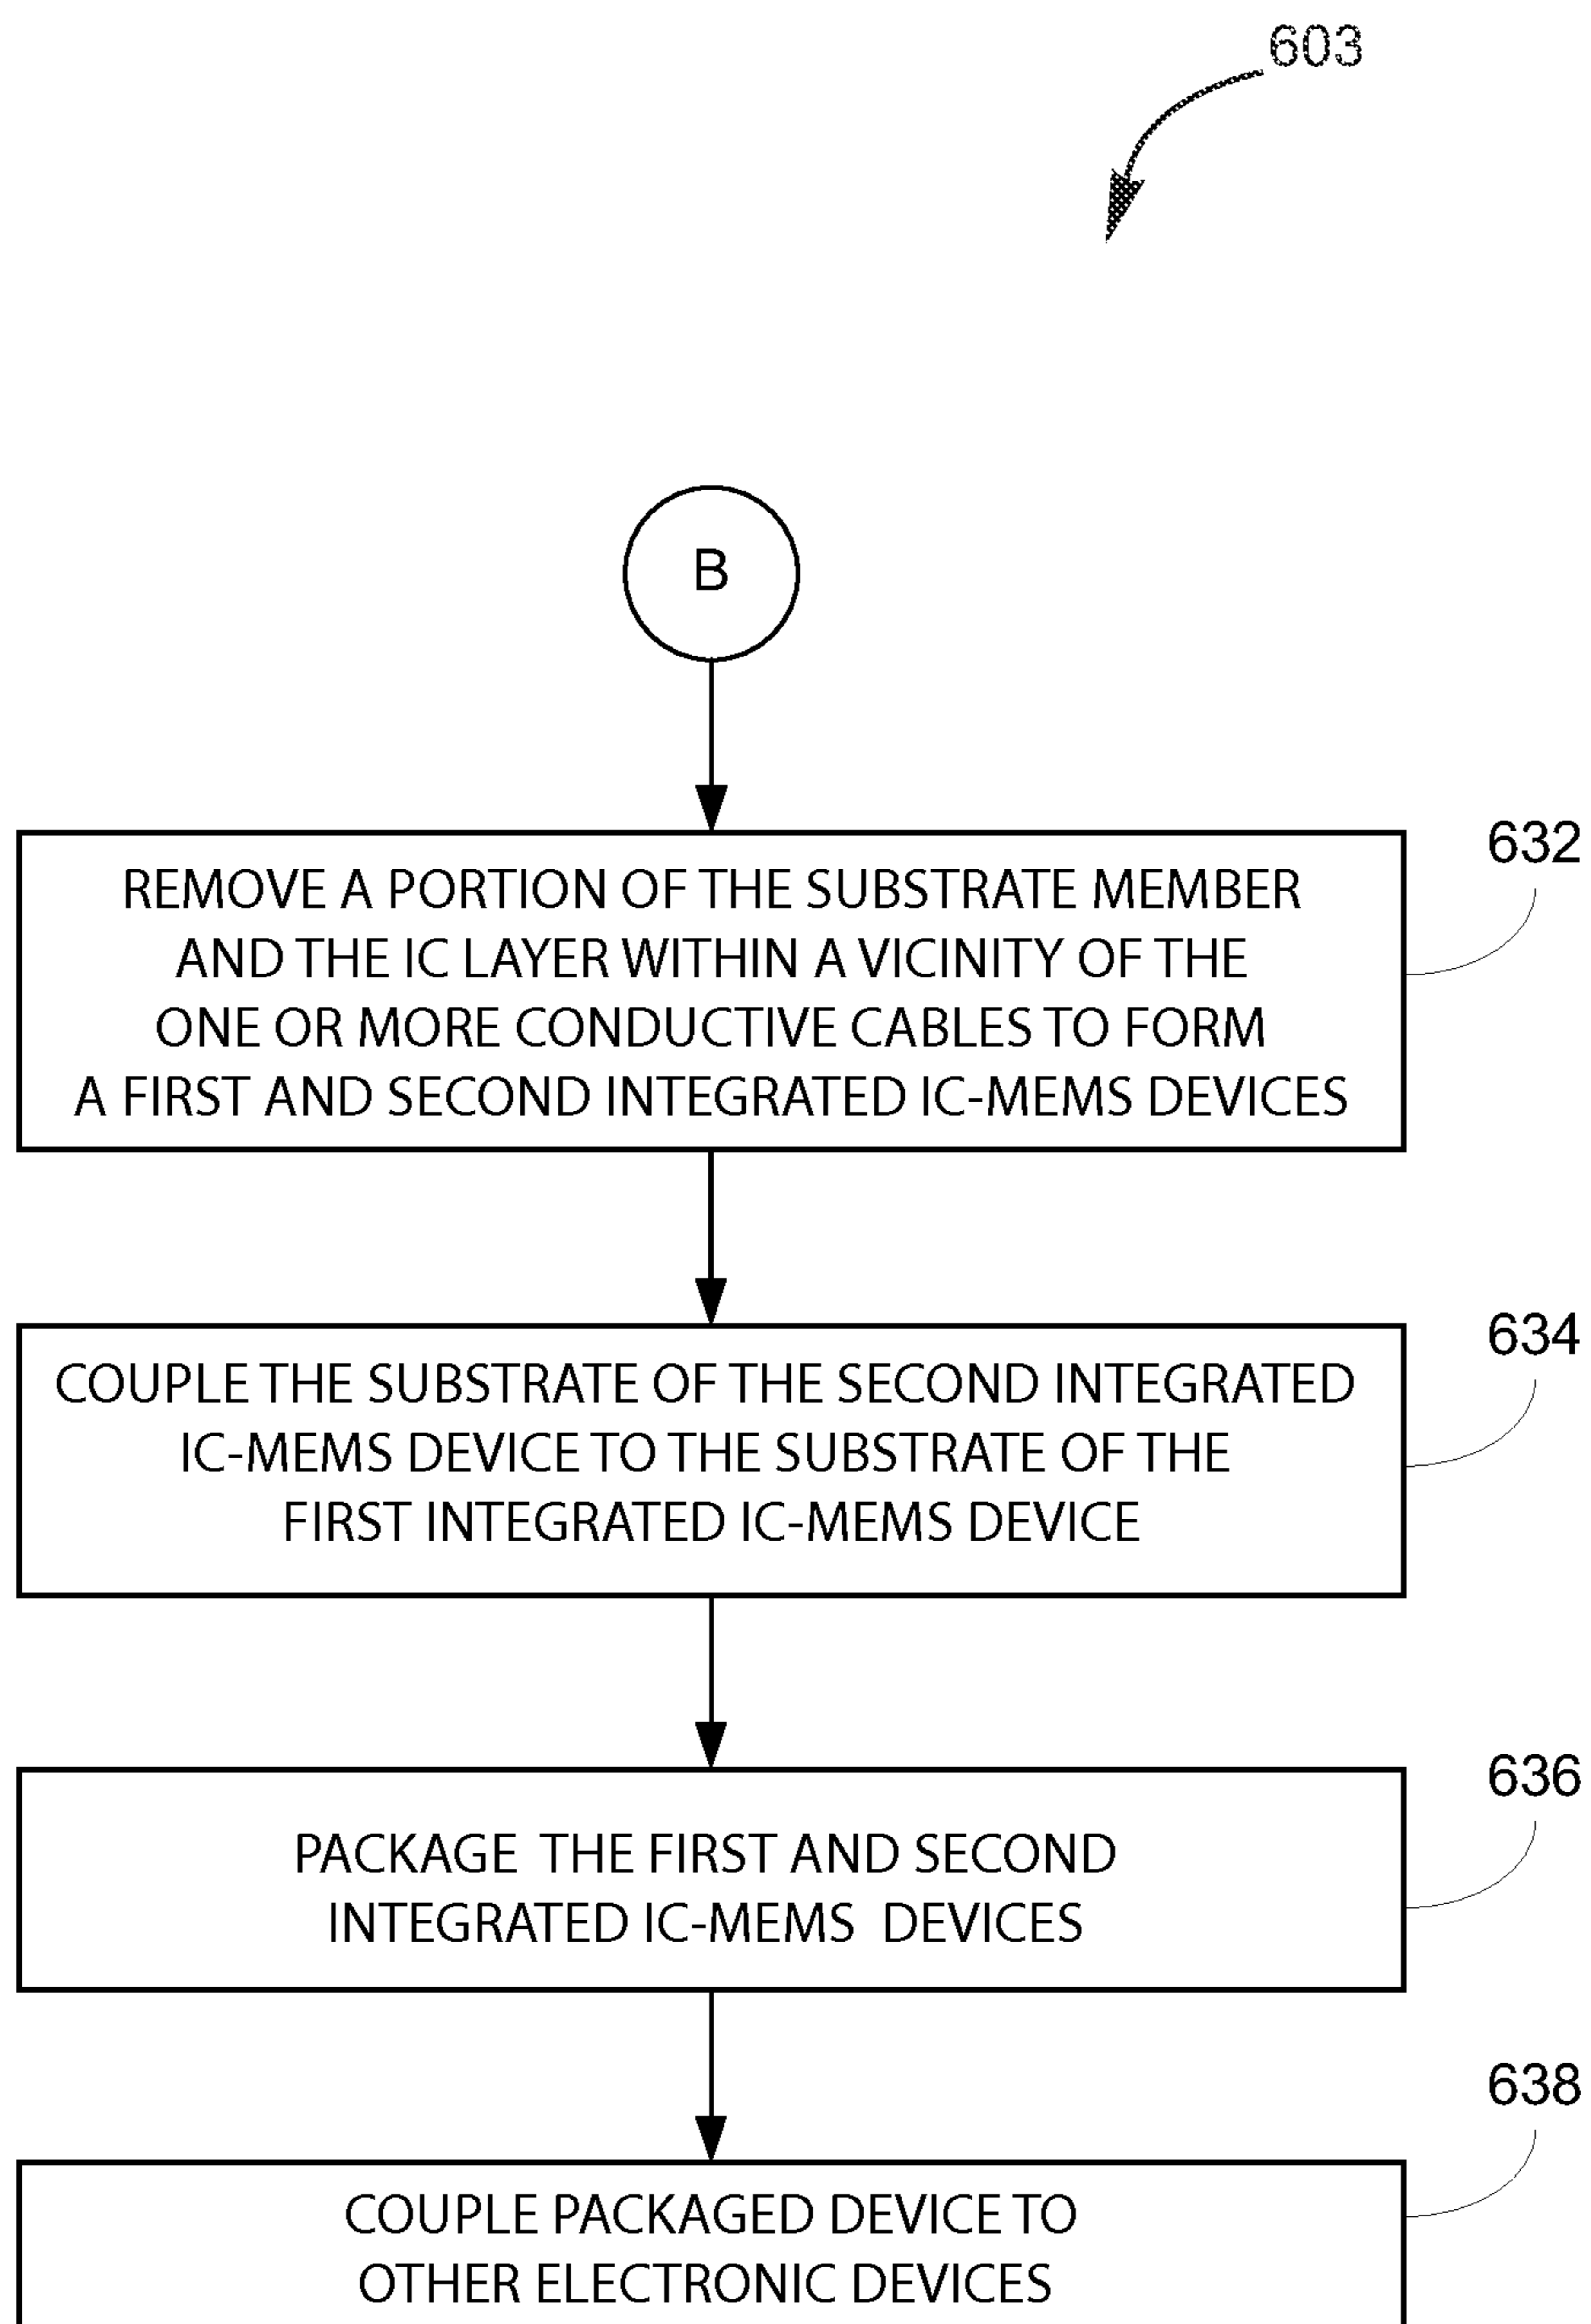 603
B
632
REMOVE A PORTION OF THE SUBSTRATE MEMBER
AND THE IC LAYER WITHIN A VICINITY OF THE
ONE OR MORE CONDUCTIVE CABLES TO FORM
A FIRST AND SECOND INTEGRATED IC-MEMS DEVICES
634
COUPLE THE SUBSTRATE OF THE SECOND INTEGRATED
IC-MEMS DEVICE TO THE SUBSTRATE OF THE
FIRST INTEGRATED IC-MEMS DEVICE
636
PACKAGE THE FIRST AND SECOND
INTEGRATED IC-MEMS DEVICES
638
COUPLE PACKAGED DEVICE TO
OTHER ELECTRONIC DEVICES